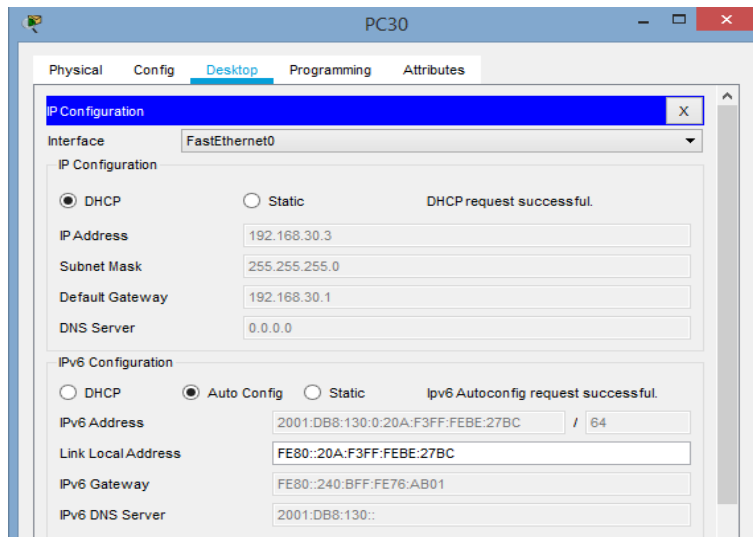 PC30
Physical Config Desktop Programming Attributes
IP Configuration X
Interface FastEthernet0
IP Configuration
DHCP Static DHCP request successful.
IP Address 192.168.30.3
Subnet Mask 255.255.255.0
Default Gateway 192.168.30.1
DNS Server 0.0.0.0
IPv6 Configuration
DHCP Auto Config Static Ipv6 Autoconfig request successful.
IPv6 Address 2001:DB8:130:0:20A:F3FF:FEBE:27BC / 64
Link Local Address FE80::20A:F3FF:FEBE:27BC
IPv6 Gateway FE80::240:BFF:FE76:AB01
IPv6 DNS Server 2001:DB8:130::